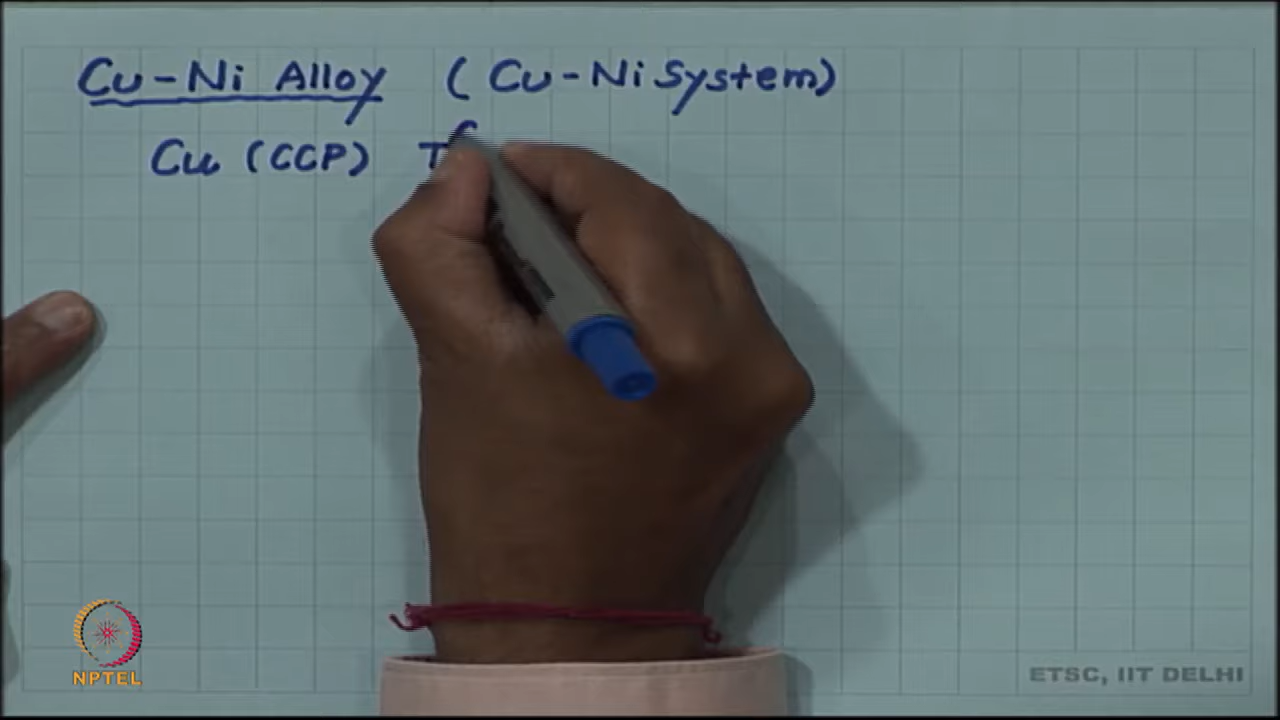 Cu-Ni Alloy (Cu-Ni System)
Cu (CCP) T
NPTEL
ETSC, IIT DELHI